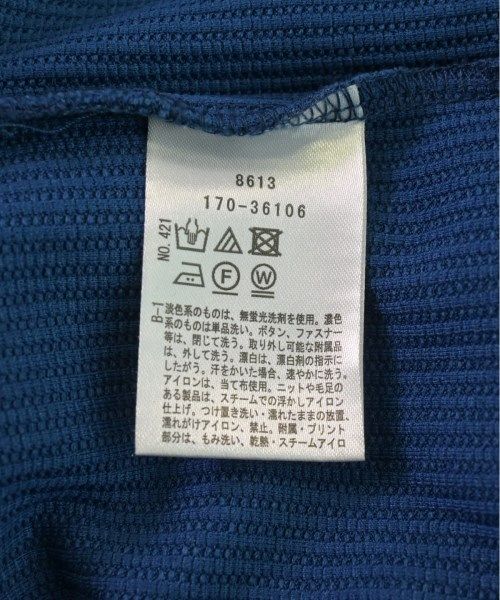 8613
170-36106
NO. 421
F
W
B-1
淡色系のものは、無蛍光洗剤を使用。濃色
系のものは単品洗い。ボタン、ファスナー
等は、閉じて洗う。取り外し可能な附属品
は、外して洗う。漂白は、漂白剤の指示に
したがう。汗をかいた場合、速やかに洗う。
アイロンは、当て布使用。ニットや毛足の
ある製品は、スチームでの浮かしアイロン
仕上げ。つけ置き洗い・濡れたままの放置、
濡れがけアイロン、禁止。附属・プリント
部分は、もみ洗い、乾熱・スチームアイロ